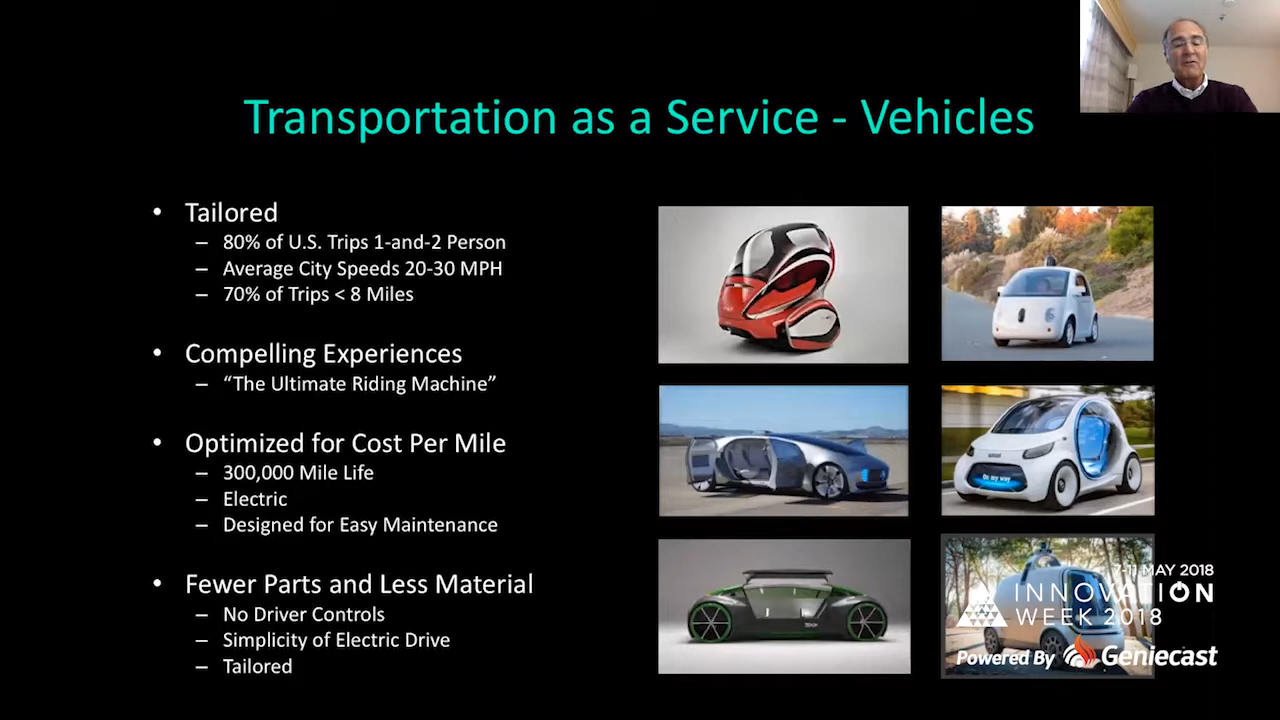 Transportation as a Service - Vehicles
• Tailored
– 80% of U.S. Trips 1-and-2 Person
– Average City Speeds 20-30 MPH
– 70% of Trips < 8 Miles
• Compelling Experiences
– “The Ultimate Riding Machine”
• Optimized for Cost Per Mile
– 300,000 Mile Life
– Electric
– Designed for Easy Maintenance
• Fewer Parts and Less Material
– No Driver Controls
– Simplicity of Electric Drive
– Tailored
On my way
7-11 MAY 2018
INNOVATION
WEEK 2018
Powered By Geniecast